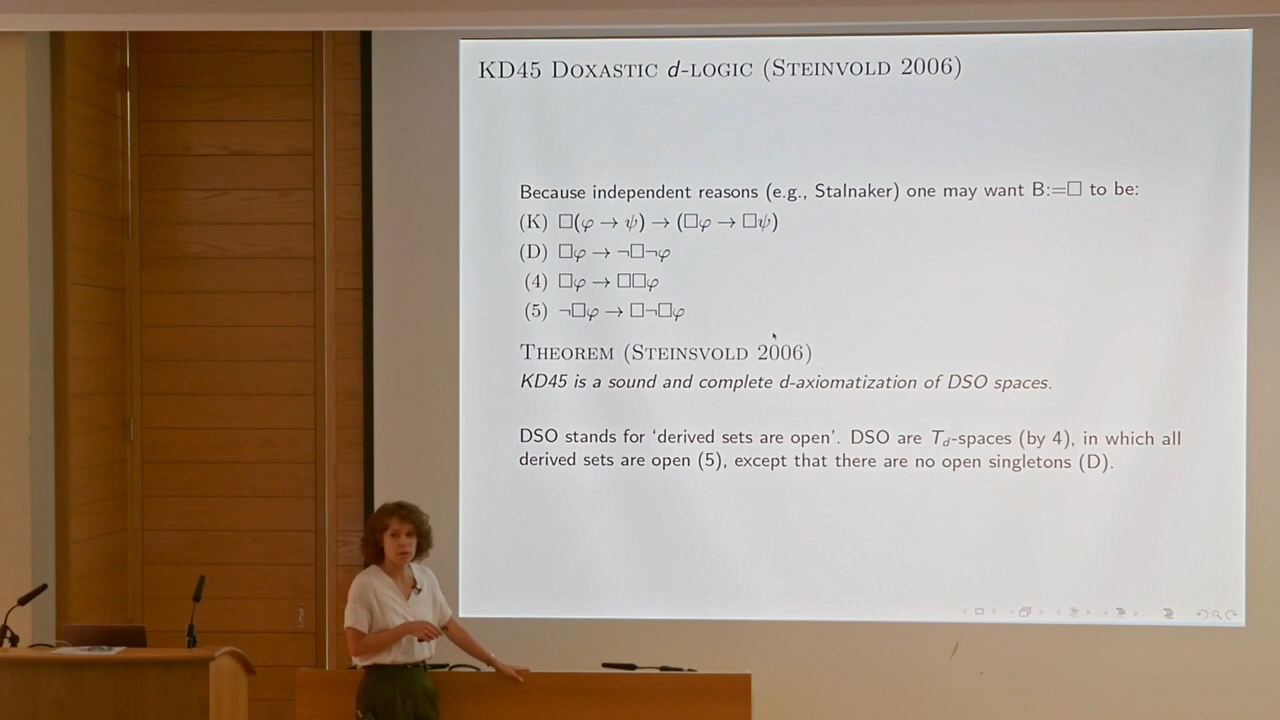 KD45 Doxastic d-logic (Steinvold 2006)
Because independent reasons (e.g., Stalnaker) one may want B:=□ to be:
(K) □(φ → ψ) → (□φ → □ψ)
(D) □φ → ¬□¬φ
(4) □φ → □□φ
(5) ¬□φ → □¬□φ
Theorem (Steinsvold 2006)
KD45 is a sound and complete d-axiomatization of DSO spaces.
DSO stands for ‘derived sets are open’. DSO are T_d-spaces (by 4), in which all
derived sets are open (5), except that there are no open singletons (D).